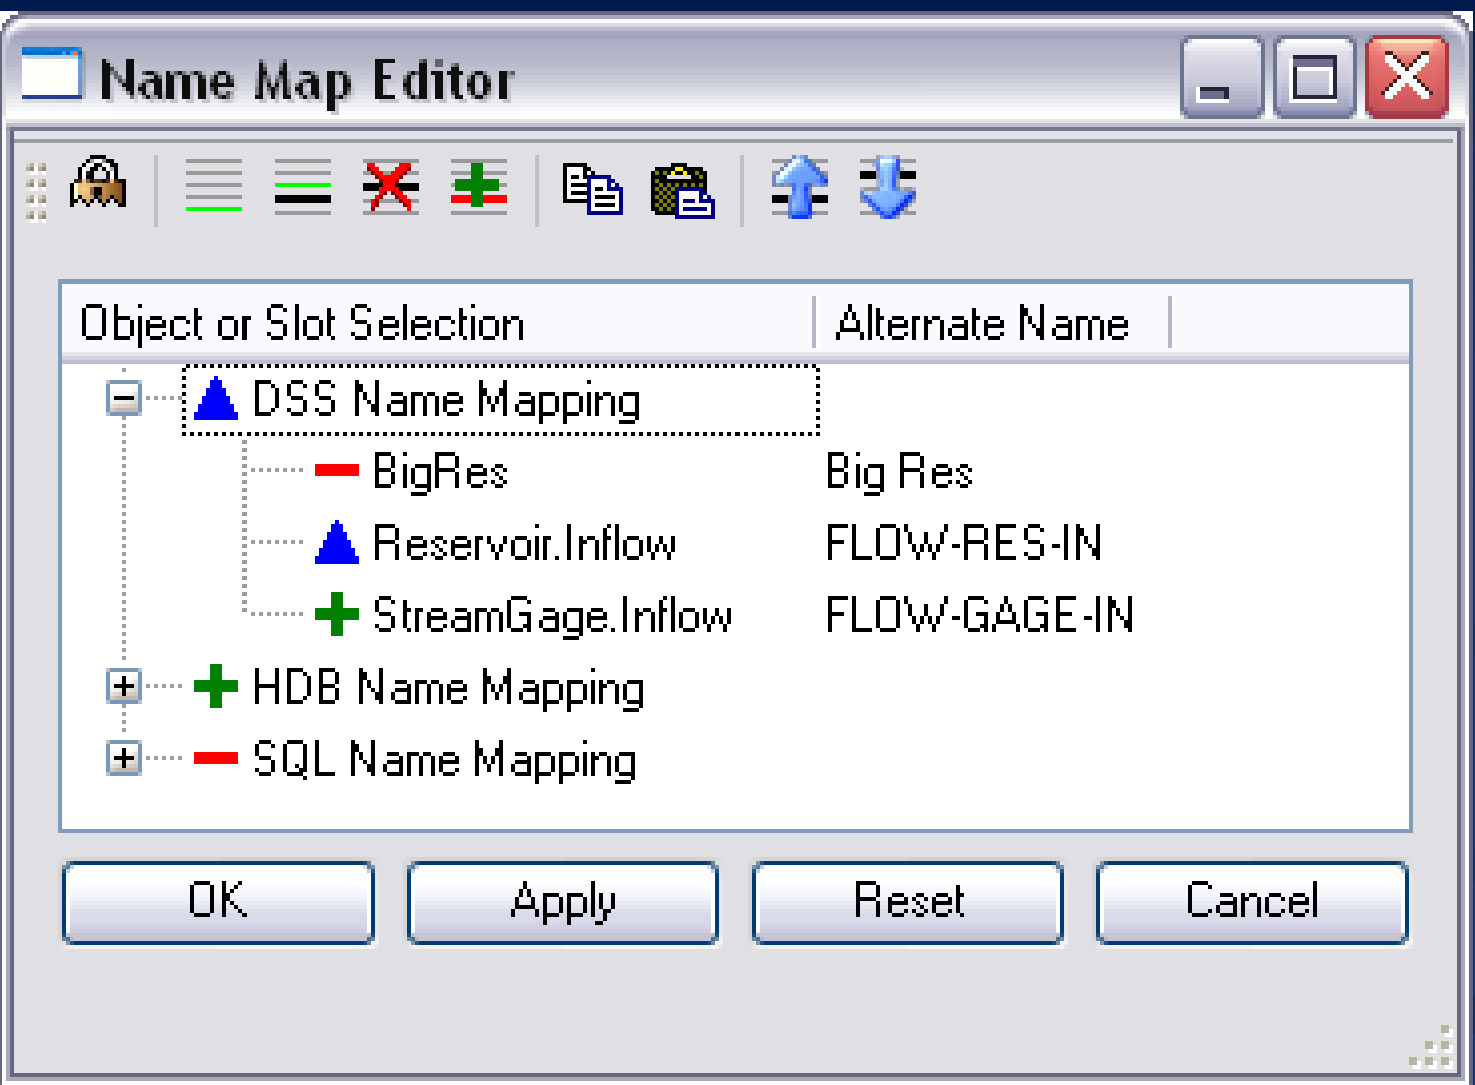 Name Map Editor
Object or Slot Selection Alternate Name
DSS Name Mapping
BigRes Big Res
Reservoir.Inflow FLOW-RES-IN
StreamGage.Inflow FLOW-GAGE-IN
HDB Name Mapping
SQL Name Mapping
OK Apply Reset Cancel